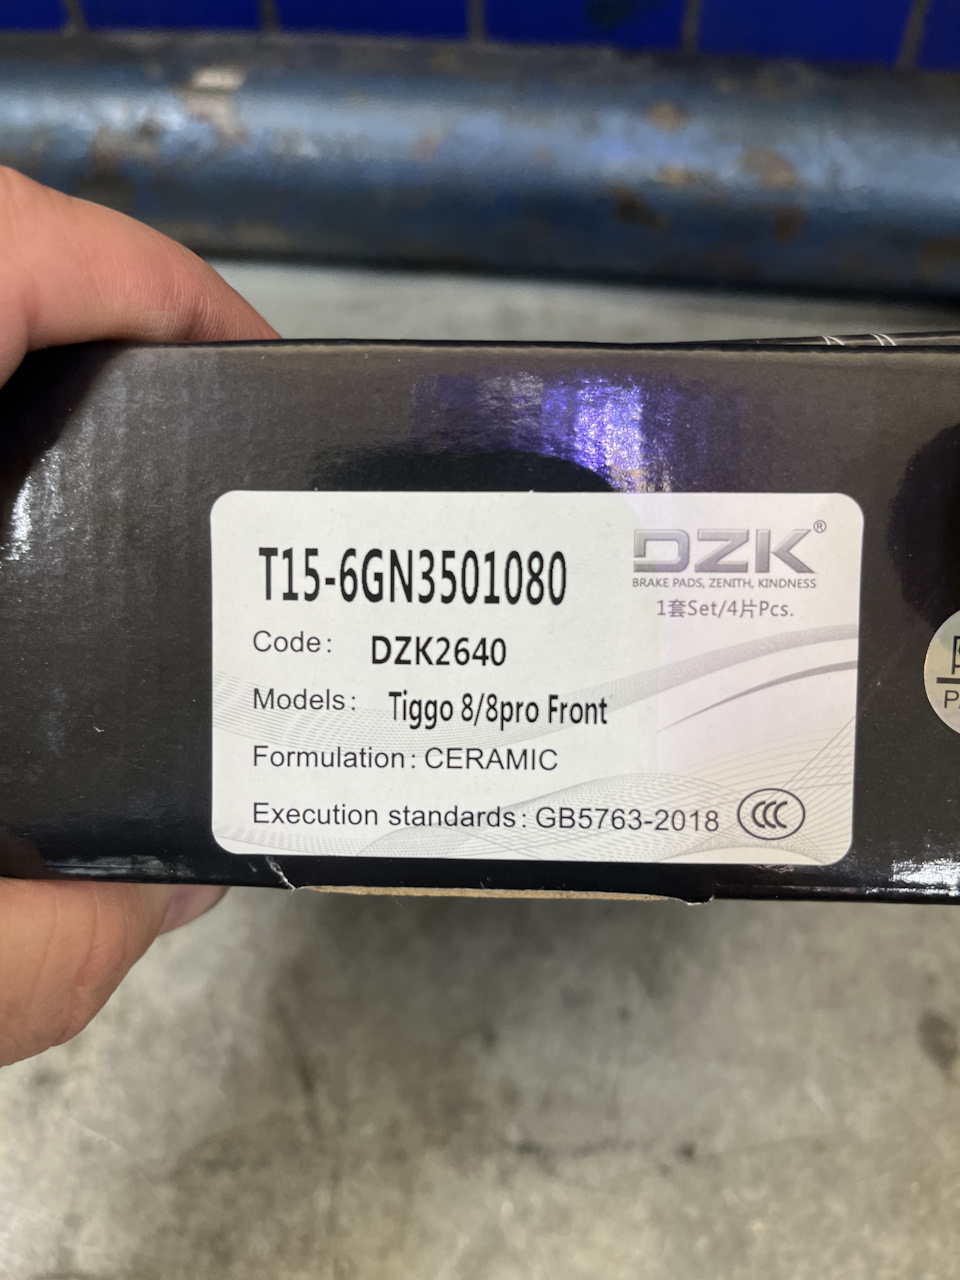 T15-6GN3501080
DZK®
BRAKE PADS, ZENITH, KINDNESS
1套Set/4片Pcs.
Code: DZK2640
Models: Tiggo 8/8pro Front
Formulation: CERAMIC
Execution standards: GB5763-2018
CCC